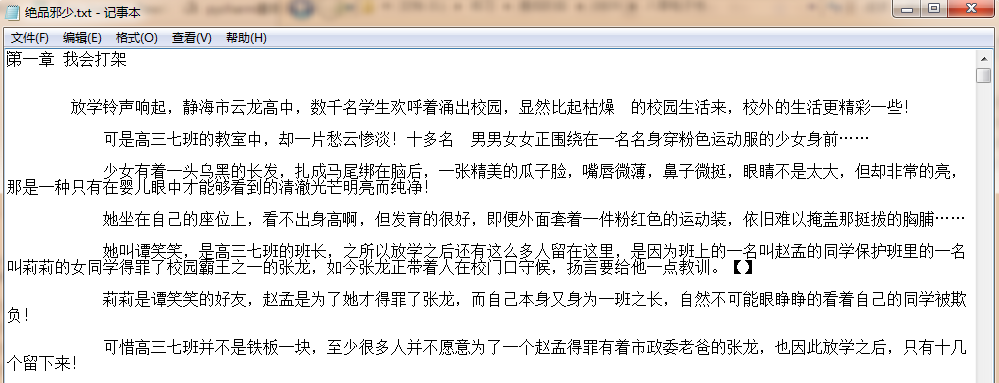 绝品邪少.txt - 记事本
文件(F) 编辑(E) 格式(O) 查看(V) 帮助(H)
第一章 我会打架
放学铃声响起，静海市云龙高中，数千名学生欢呼着涌出校园，显然比起枯燥　的校园生活来，校外的生活更精彩一些！
可是高三七班的教室中，却一片愁云惨淡！十多名　男男女女正围绕在一名名身穿粉色运动服的少女身前……
少女有着一头乌黑的长发，扎成马尾绑在脑后，一张精美的瓜子脸，嘴唇微薄，鼻子微挺，眼睛不是太大，但却非常的亮，
那是一种只有在婴儿眼中才能够看到的清澈光芒明亮而纯净！
她坐在自己的座位上，看不出身高啊，但发育的很好，即便外面套着一件粉红色的运动装，依旧难以掩盖那挺拔的胸脯……
她叫谭笑笑，是高三七班的班长，之所以放学之后还有这么多人留在这里，是因为班上的一名叫赵孟的同学保护班里的一名
叫莉莉的女同学得罪了校园霸王之一的张龙，如今张龙正带着人在校门口守候，扬言要给他一点教训。【】
莉莉是谭笑笑的好友，赵孟是为了她才得罪了张龙，而自己本身又身为一班之长，自然不可能眼睁睁的看着自己的同学被欺
负！
可惜高三七班并不是铁板一块，至少很多人并不愿意为了一个赵孟得罪有着市政委老爸的张龙，也因此放学之后，只有十几
个留下来！